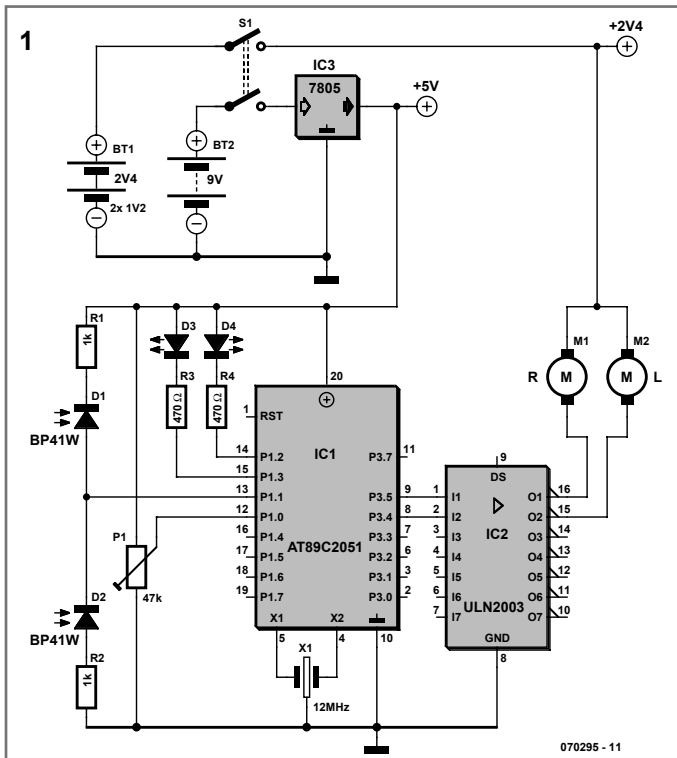 1
S1
+2V4
IC3
7805
+5V
BT1
2V4
2x 1V2
BT2
9V
R1
1k
D3
D4
D1
BP41W
R3
470 Ω
R4
470 Ω
20
M1
M2
R
M
M
L
1
RST
IC1
14
P1.2
P3.7
11
15
P1.3
13
P1.1
P3.5
9
12
P1.0
P3.4
8
16
P1.4
P3.3
7
17
P1.5
P3.2
6
18
P1.6
P3.1
3
19
P1.7
P3.0
2
AT89C2051
X1
X2
5
4
10
X1
12MHz
P1
47k
D2
BP41W
R2
1k
9
DS
1
I1
O1
16
2
I2
O2
15
3
I3
O3
14
4
I4
O4
13
5
I5
O5
12
6
I6
O6
11
7
I7
O7
10
IC2
ULN2003
GND
8
070295 - 11